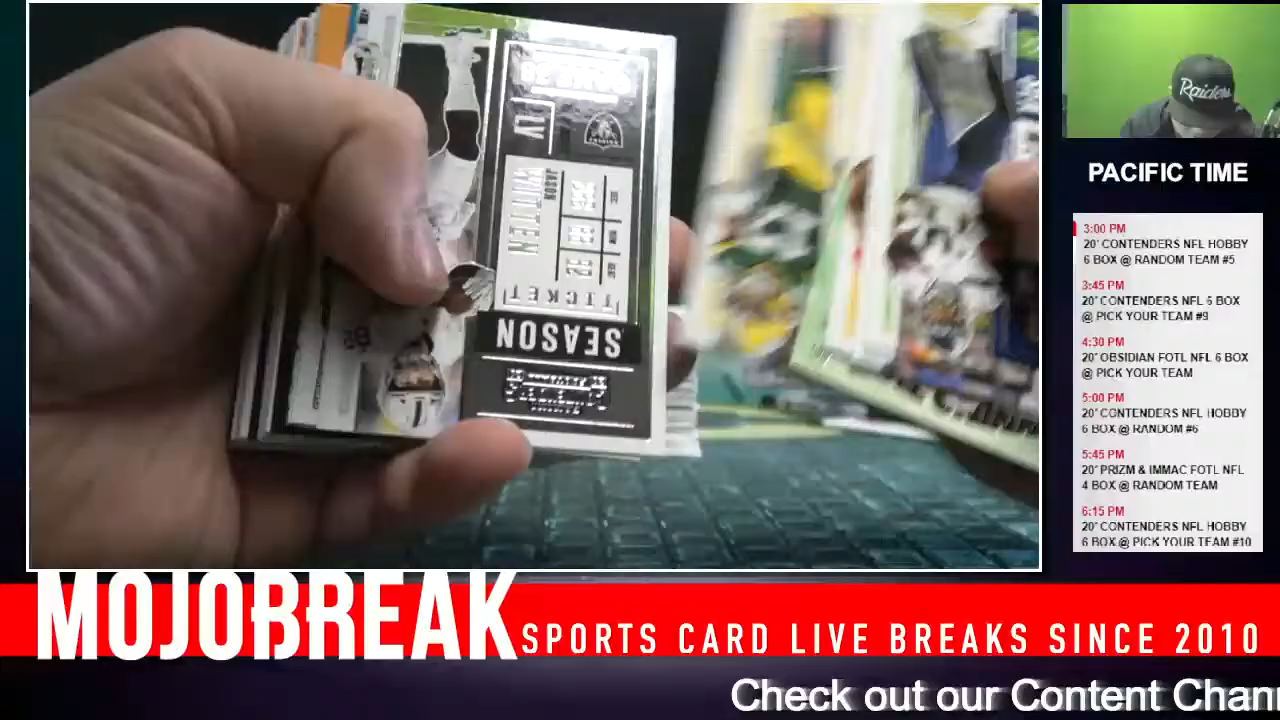 CONTENDERS
LV
JASON
WITTEN
TICKET
SEASON
Raiders
PACIFIC TIME
3:00 PM
20' CONTENDERS NFL HOBBY
6 BOX @ RANDOM TEAM #5
3:45 PM
20' CONTENDERS NFL 6 BOX
@ PICK YOUR TEAM #9
4:30 PM
20' OBSIDIAN FOTL NFL 6 BOX
@ PICK YOUR TEAM
5:00 PM
20' CONTENDERS NFL HOBBY
6 BOX @ RANDOM #6
5:45 PM
20' PRIZM & IMMAC FOTL NFL
4 BOX @ RANDOM TEAM
6:15 PM
20' CONTENDERS NFL HOBBY
6 BOX @ PICK YOUR TEAM #10
MOJOBREAK
SPORTS CARD LIVE BREAKS SINCE 2010
Check out our Content Chan